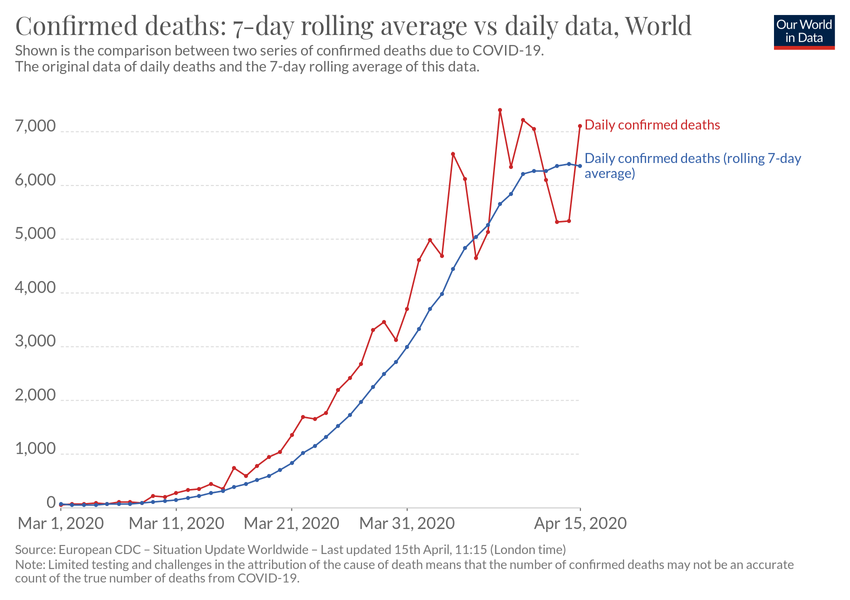 Confirmed deaths: 7-day rolling average vs daily data, World
Our World
in Data
Shown is the comparison between two series of confirmed deaths due to COVID-19.
The original data of daily deaths and the 7-day rolling average of this data.
7,000
6,000
5,000
4,000
3,000
2,000
1,000
0
Daily confirmed deaths
Daily confirmed deaths (rolling 7-day
average)
Mar 1, 2020
Mar 11, 2020
Mar 21, 2020
Mar 31, 2020
Apr 15, 2020
Source: European CDC – Situation Update Worldwide – Last updated 15th April, 11:15 (London time)
Note: Limited testing and challenges in the attribution of the cause of death means that the number of confirmed deaths may not be an accurate
count of the true number of deaths from COVID-19.